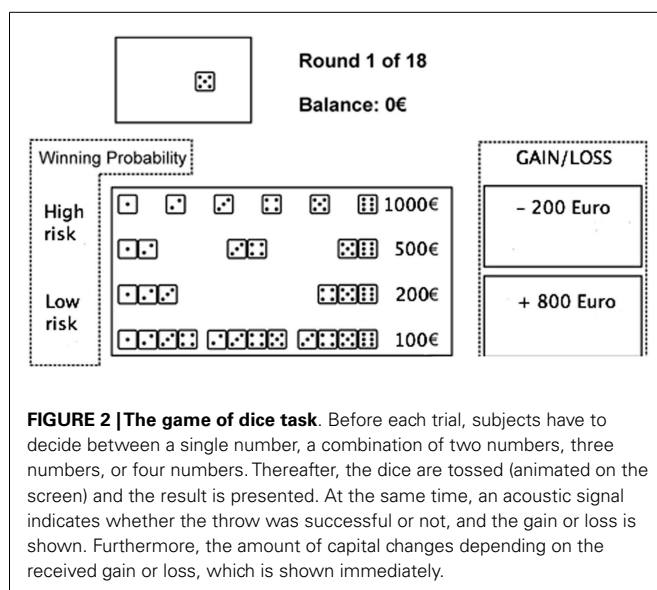 Round 1 of 18
Balance: 0€
Winning Probability
GAIN/LOSS
High
risk
1000€
500€
Low
risk
200€
100€
– 200 Euro
+ 800 Euro
FIGURE 2 | The game of dice task. Before each trial, subjects have to
decide between a single number, a combination of two numbers, three
numbers, or four numbers. Thereafter, the dice are tossed (animated on the
screen) and the result is presented. At the same time, an acoustic signal
indicates whether the throw was successful or not, and the gain or loss is
shown. Furthermore, the amount of capital changes depending on the
received gain or loss, which is shown immediately.